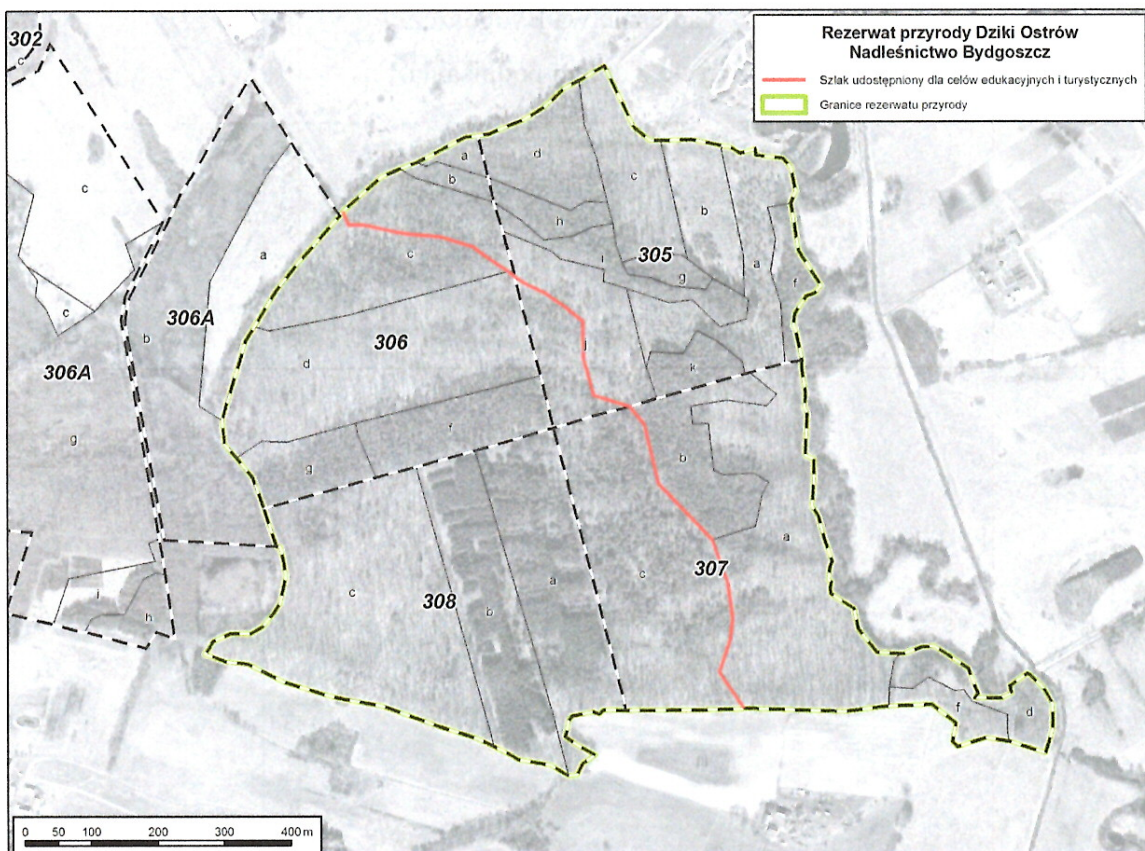 302
c
Rezerwat przyrody Dziki Ostrów
Nadleśnictwo Bydgoszcz
Szlak udostępniony dla celów edukacyjnych i turystycznych
Granice rezerwatu przyrody
a
d
c
b
c
h
b
305
a
c
a
i
g
f
c
306A
306
j
b
d
k
306A
g
f
b
g
a
c
308
a
c
307
b
i
h
f
d
0 50 100 200 300 400 m